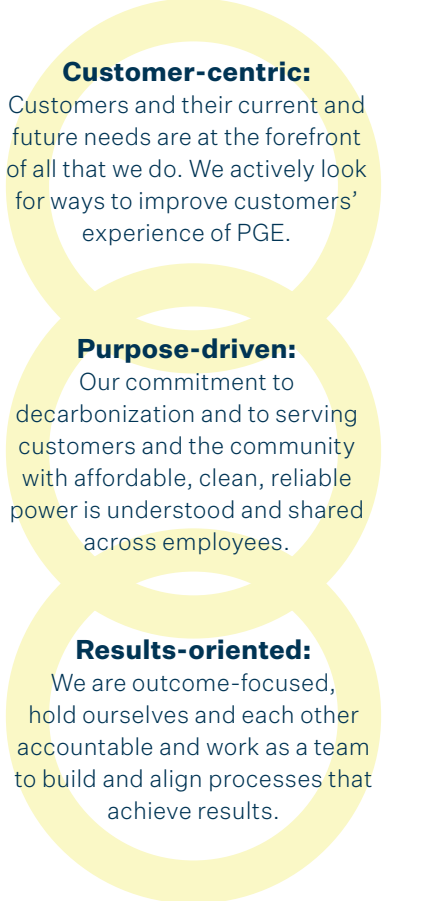 Customer-centric:
Customers and their current and
future needs are at the forefront
of all that we do. We actively look
for ways to improve customers’
experience of PGE.
Purpose-driven:
Our commitment to
decarbonization and to serving
customers and the community
with affordable, clean, reliable
power is understood and shared
across employees.
Results-oriented:
We are outcome-focused,
hold ourselves and each other
accountable and work as a team
to build and align processes that
achieve results.